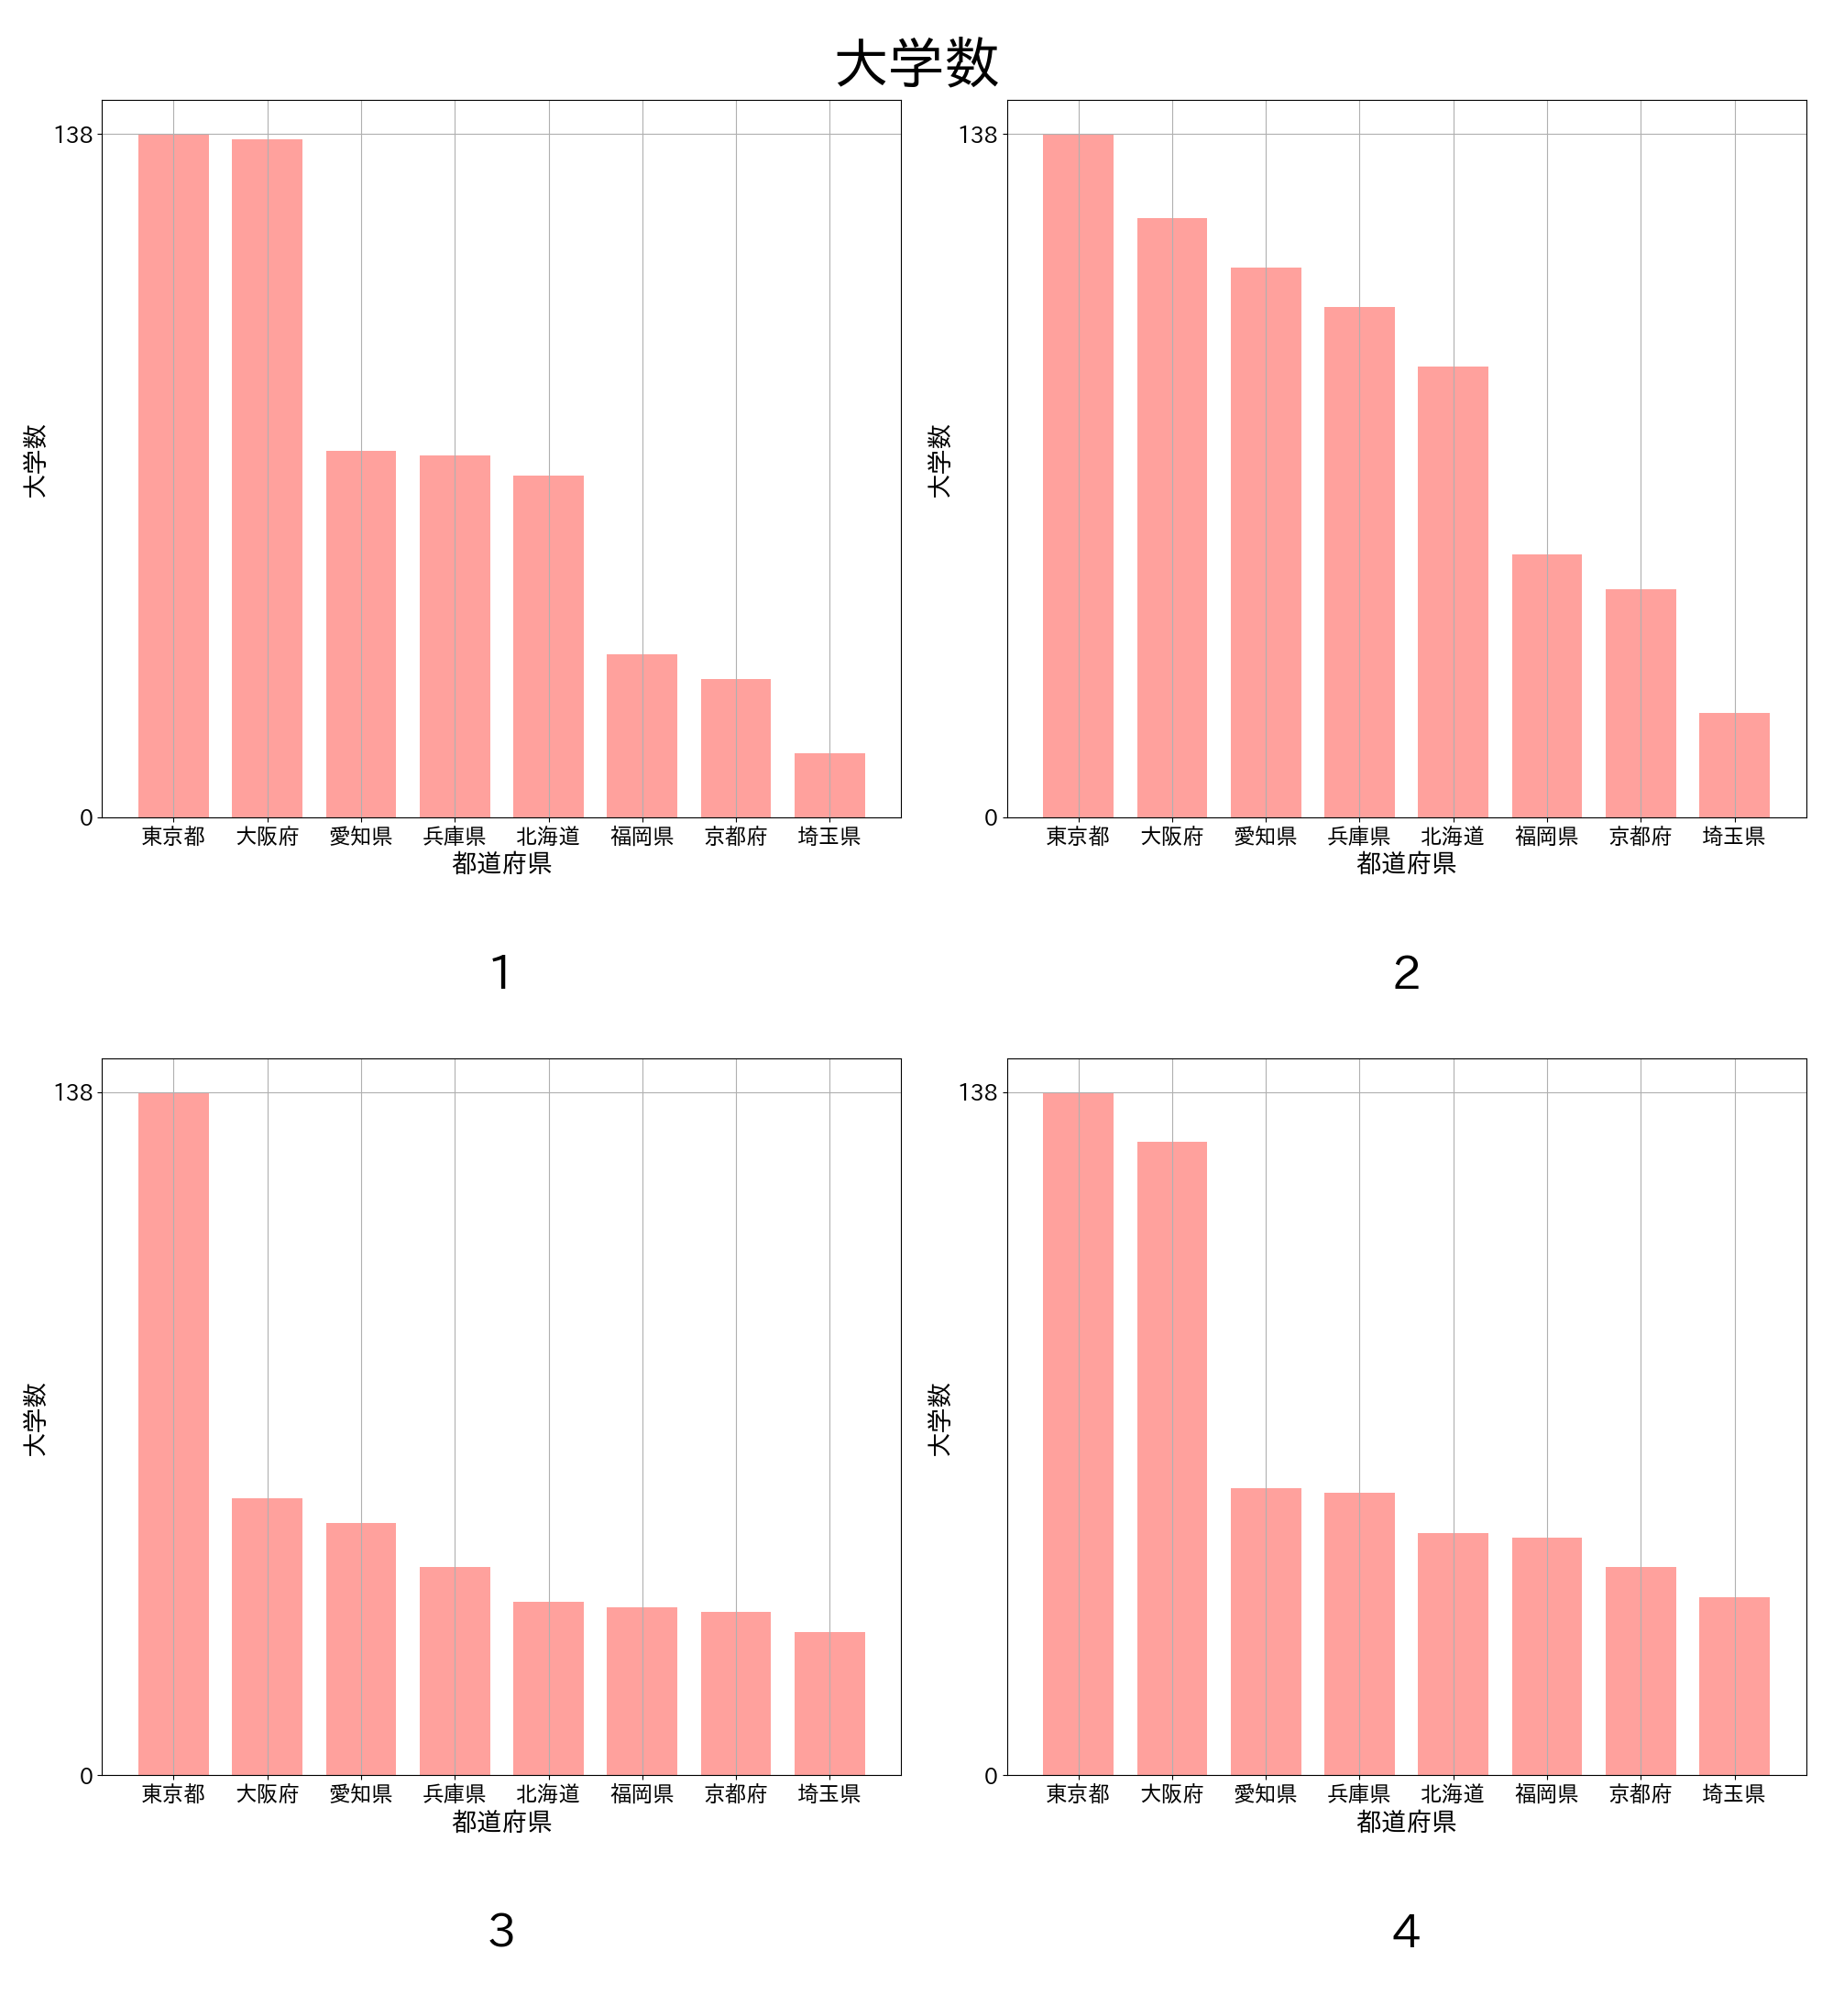 大学数
138
0
大学数
東京都 大阪府 愛知県 兵庫県 北海道 福岡県 京都府 埼玉県
都道府県
1
138
0
大学数
東京都 大阪府 愛知県 兵庫県 北海道 福岡県 京都府 埼玉県
都道府県
2
138
0
大学数
東京都 大阪府 愛知県 兵庫県 北海道 福岡県 京都府 埼玉県
都道府県
3
138
0
大学数
東京都 大阪府 愛知県 兵庫県 北海道 福岡県 京都府 埼玉県
都道府県
4